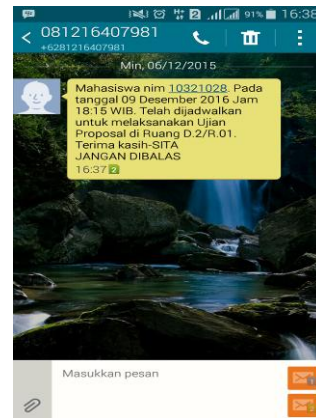 91% 16:38
081216407981
+6281216407981
Min, 06/12/2015
Mahasiswa nim 10321028. Pada
tanggal 09 Desember 2016 Jam
18:15 WIB. Telah dijadwalkan
untuk melaksanakan Ujian
Proposal di Ruang D.2/R.01.
Terima kasih-SITA
JANGAN DIBALAS
16:37 2
Masukkan pesan